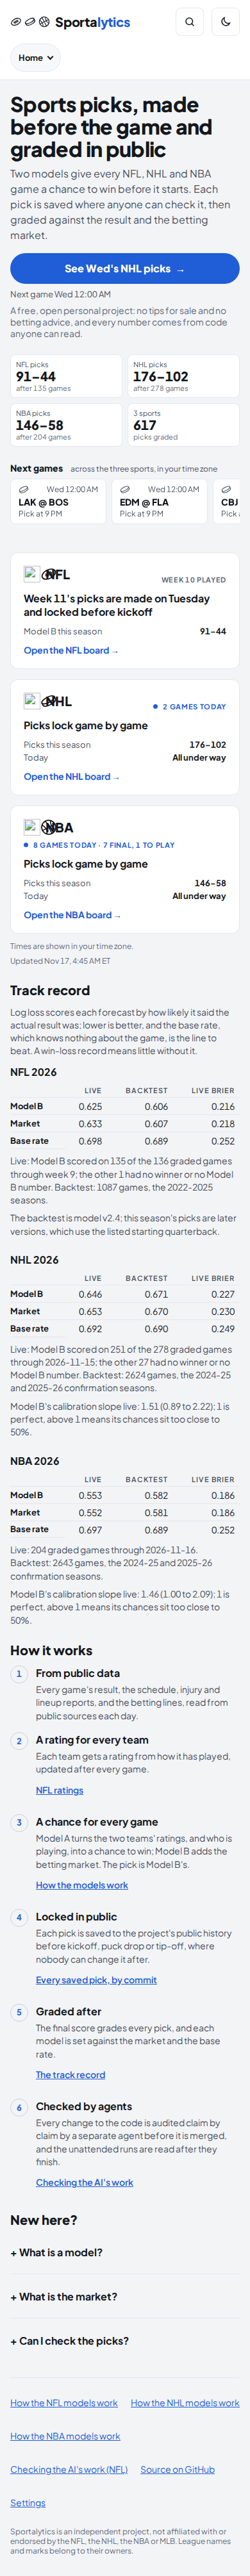 Sportalytics
Home
Sports picks, made
before the game and
graded in public
Two models give every NFL, NHL and NBA
game a chance to win before it starts. Each
pick is saved where anyone can check it, then
graded against the result and the betting
market.
See Wed's NHL picks →
Next game Wed 12:00 AM
A free, open personal project: no tips for sale and no
betting advice, and every number comes from code
anyone can read.
NFL picks
91–44
after 135 games
NHL picks
176–102
after 278 games
NBA picks
146–58
after 204 games
3 sports
617
picks graded
Next games across the three sports, in your time zone
Wed 12:00 AM
LAK @ BOS
Pick at 9 PM
Wed 12:00 AM
EDM @ FLA
Pick at 9 PM
CBJ
Pick a
NFL
WEEK 10 PLAYED
Week 11's picks are made on Tuesday
and locked before kickoff
Model B this season 91–44
Open the NFL board →
NHL
2 GAMES TODAY
Picks lock game by game
Picks this season 176–102
Today All under way
Open the NHL board →
NBA
8 GAMES TODAY · 7 FINAL, 1 TO PLAY
Picks lock game by game
Picks this season 146–58
Today All under way
Open the NBA board →
Times are shown in your time zone.
Updated Nov 17, 4:45 AM ET
Track record
Log loss scores each forecast by how likely it said the
actual result was; lower is better, and the base rate,
which knows nothing about the game, is the line to
beat. A win-loss record means little without it.
NFL 2026
LIVE BACKTEST LIVE BRIER
Model B 0.625 0.606 0.216
Market 0.633 0.607 0.218
Base rate 0.698 0.689 0.252
Live: Model B scored on 135 of the 136 graded games
through week 9; the other 1 had no winner or no Model
B number. Backtest: 1087 games, the 2022-2025
seasons.
The backtest is model v2.4; this season's picks are later
versions, which use the listed starting quarterback.
NHL 2026
LIVE BACKTEST LIVE BRIER
Model B 0.646 0.671 0.227
Market 0.653 0.670 0.230
Base rate 0.692 0.690 0.249
Live: Model B scored on 251 of the 278 graded games
through 2026-11-15; the other 27 had no winner or no
Model B number. Backtest: 2624 games, the 2024-25
and 2025-26 confirmation seasons.
Model B's calibration slope live: 1.51 (0.89 to 2.22); 1 is
perfect, above 1 means its chances sit too close to
50%.
NBA 2026
LIVE BACKTEST LIVE BRIER
Model B 0.553 0.582 0.186
Market 0.552 0.581 0.186
Base rate 0.697 0.689 0.252
Live: 204 graded games through 2026-11-16.
Backtest: 2643 games, the 2024-25 and 2025-26
confirmation seasons.
Model B's calibration slope live: 1.46 (1.00 to 2.09); 1 is
perfect, above 1 means its chances sit too close to
50%.
How it works
1 From public data
Every game's result, the schedule, injury and
lineup reports, and the betting lines, read from
public sources each day.
2 A rating for every team
Each team gets a rating from how it has played,
updated after every game.
NFL ratings
3 A chance for every game
Model A turns the two teams' ratings, and who is
playing, into a chance to win; Model B adds the
betting market. The pick is Model B's.
How the models work
4 Locked in public
Each pick is saved to the project's public history
before kickoff, puck drop or tip-off, where
nobody can change it after.
Every saved pick, by commit
5 Graded after
The final score grades every pick, and each
model is set against the market and the base
rate.
The track record
6 Checked by agents
Every change to the code is audited claim by
claim by a separate agent before it is merged,
and the unattended runs are read after they
finish.
Checking the AI's work
New here?
+ What is a model?
+ What is the market?
+ Can I check the picks?
How the NFL models work How the NHL models work
How the NBA models work
Checking the AI's work (NFL) Source on GitHub
Settings
Sportalytics is an independent project, not affiliated with or
endorsed by the NFL, the NHL, the NBA or MLB. League names
and marks belong to their owners.